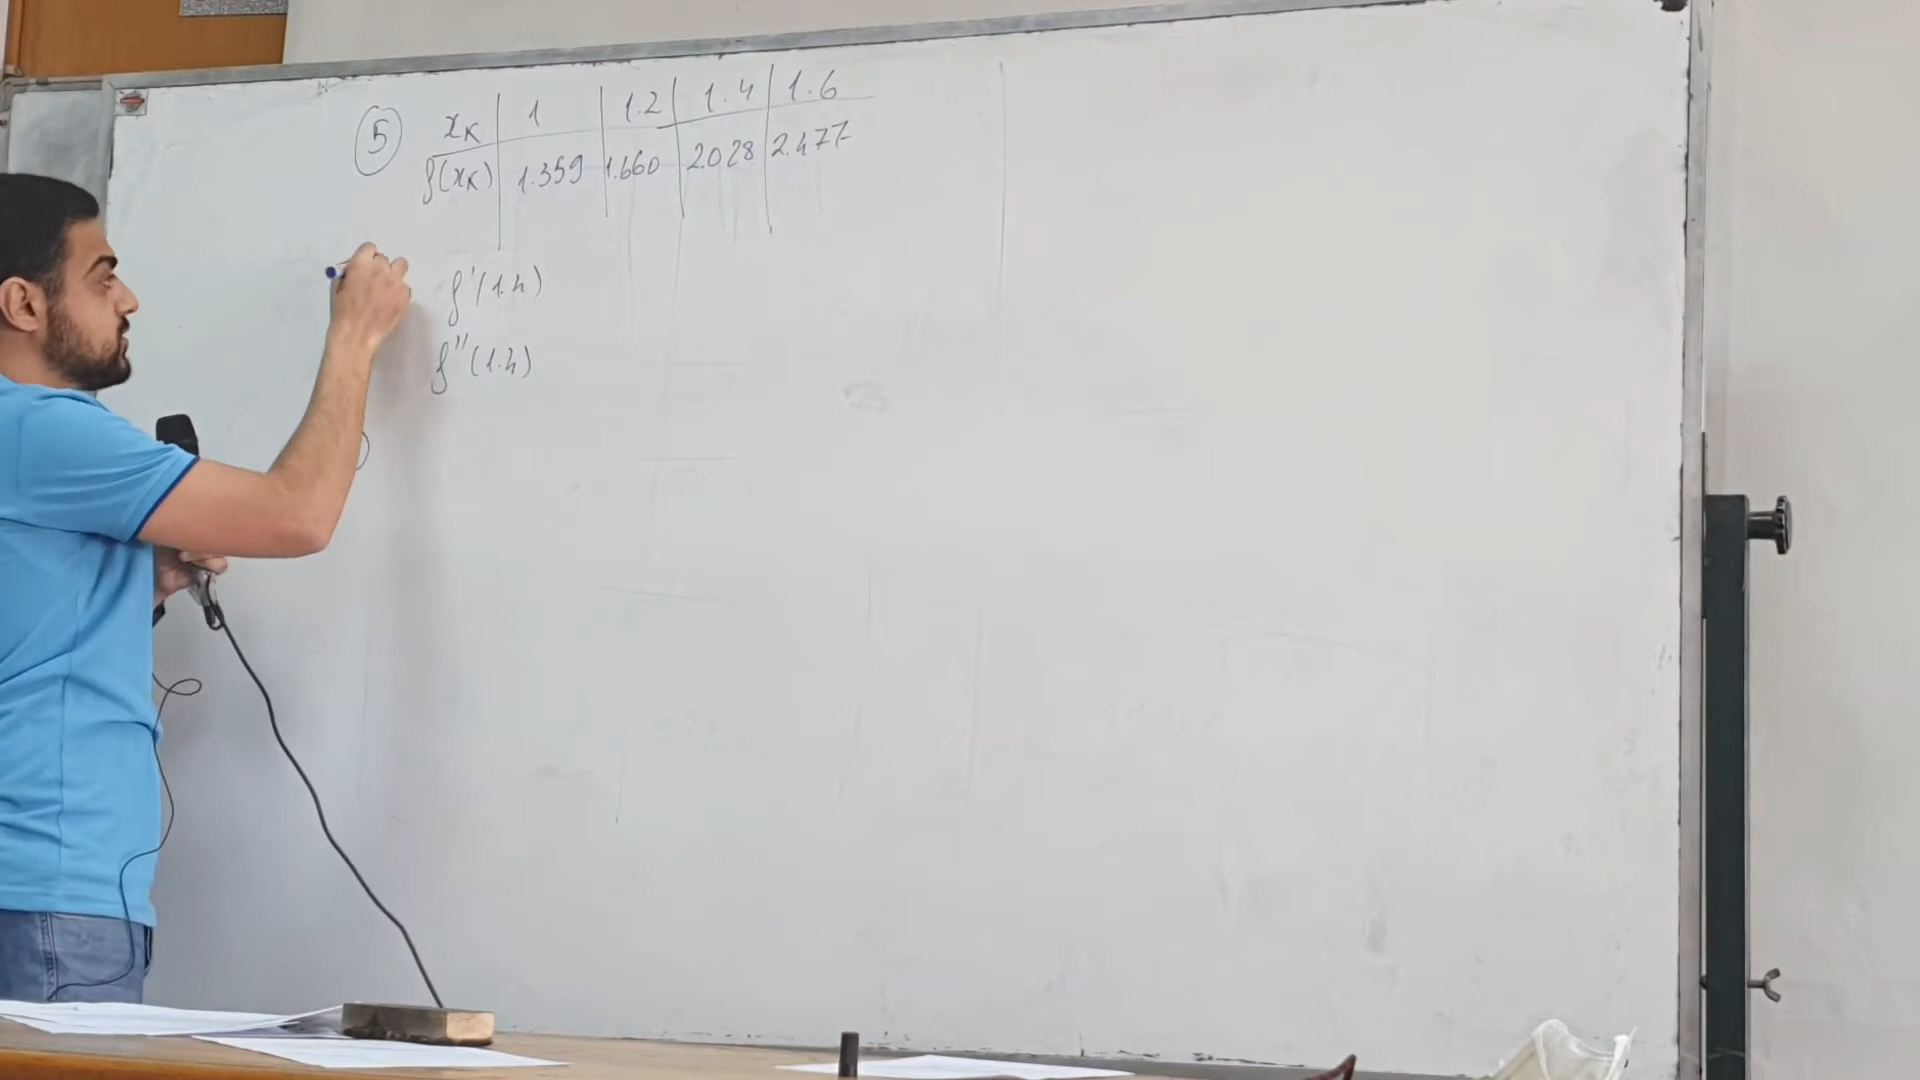 5 xₖ 1 1.2 1.4 1.6
f(xₖ) 1.359 1.660 2.028 2.477
f'(1.4)
f''(1.4)